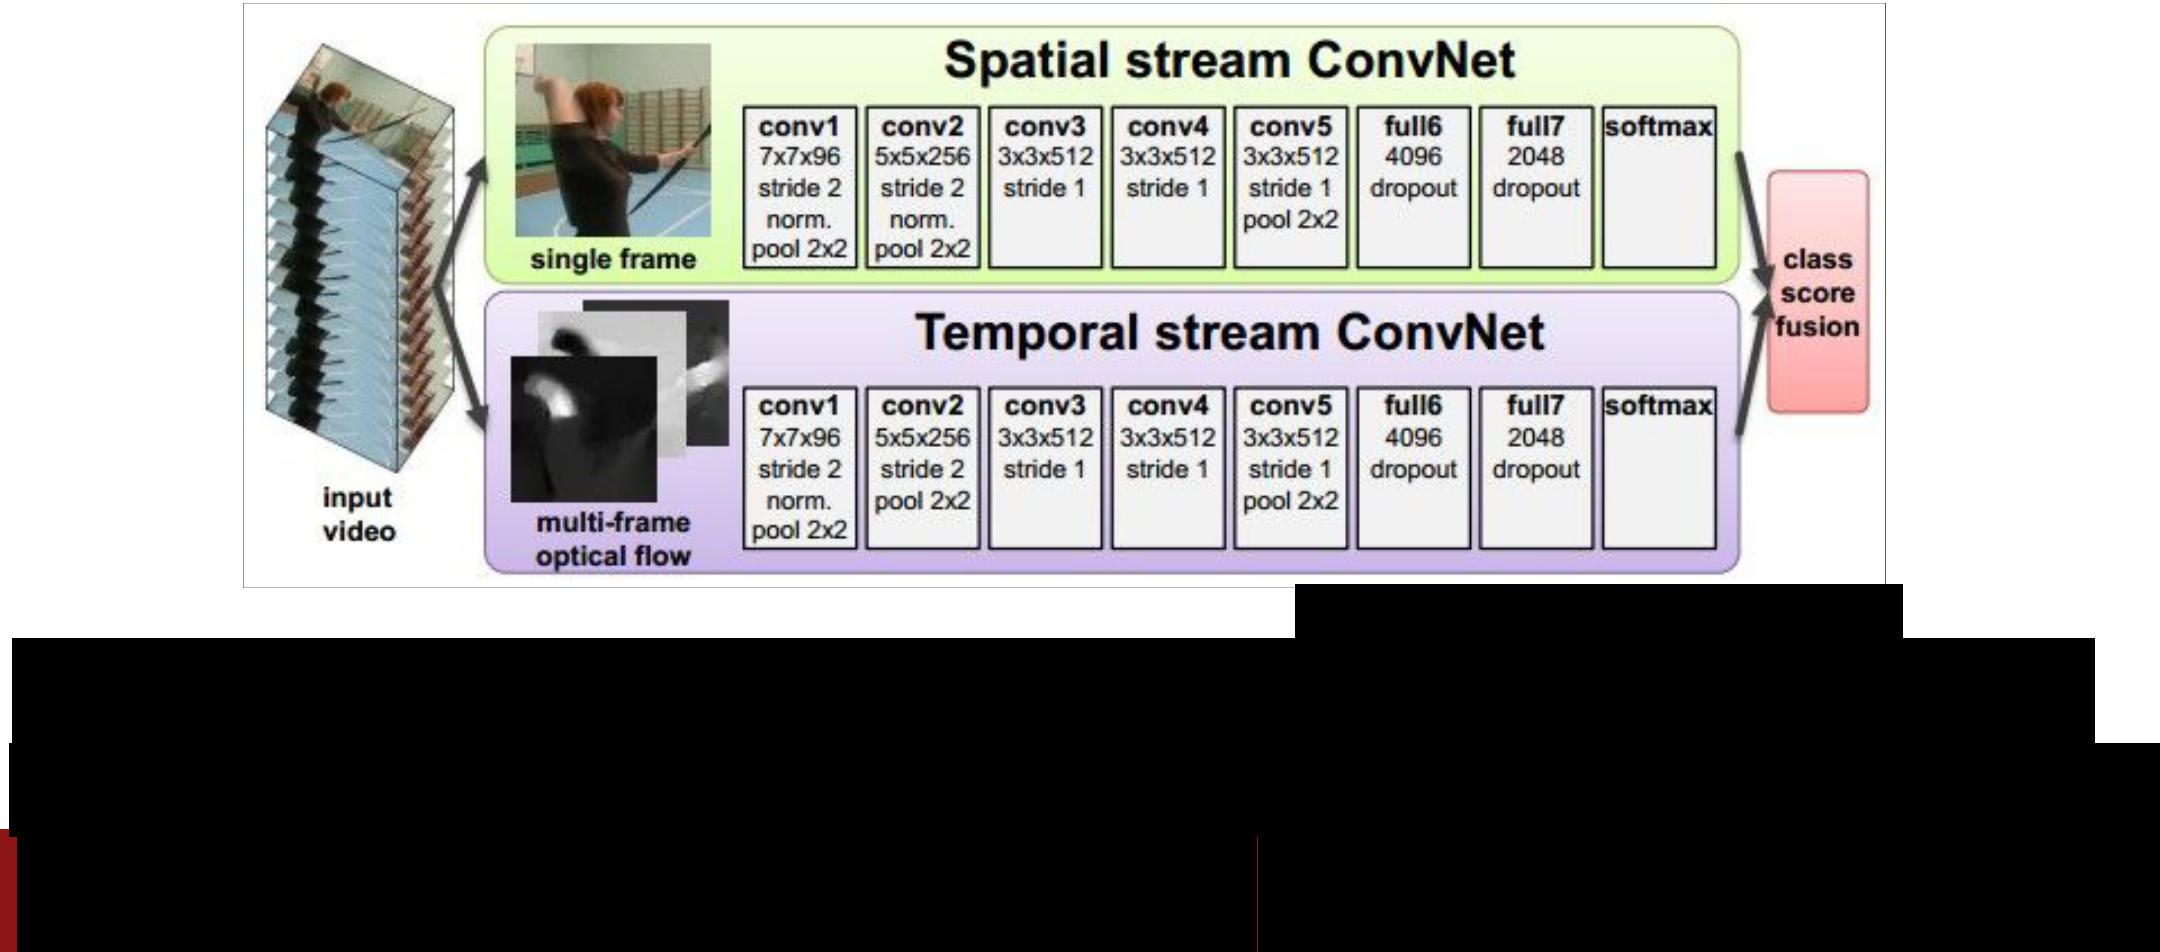 Spatial stream ConvNet
single frame
conv1
7x7x96
stride 2
norm.
pool 2x2
conv2
5x5x256
stride 2
norm.
pool 2x2
conv3
3x3x512
stride 1
conv4
3x3x512
stride 1
conv5
3x3x512
stride 1
pool 2x2
full6
4096
dropout
full7
2048
dropout
softmax
input
video
Temporal stream ConvNet
multi-frame
optical flow
conv1
7x7x96
stride 2
norm.
pool 2x2
conv2
5x5x256
stride 2
pool 2x2
conv3
3x3x512
stride 1
conv4
3x3x512
stride 1
conv5
3x3x512
stride 1
pool 2x2
full6
4096
dropout
full7
2048
dropout
softmax
class
score
fusion